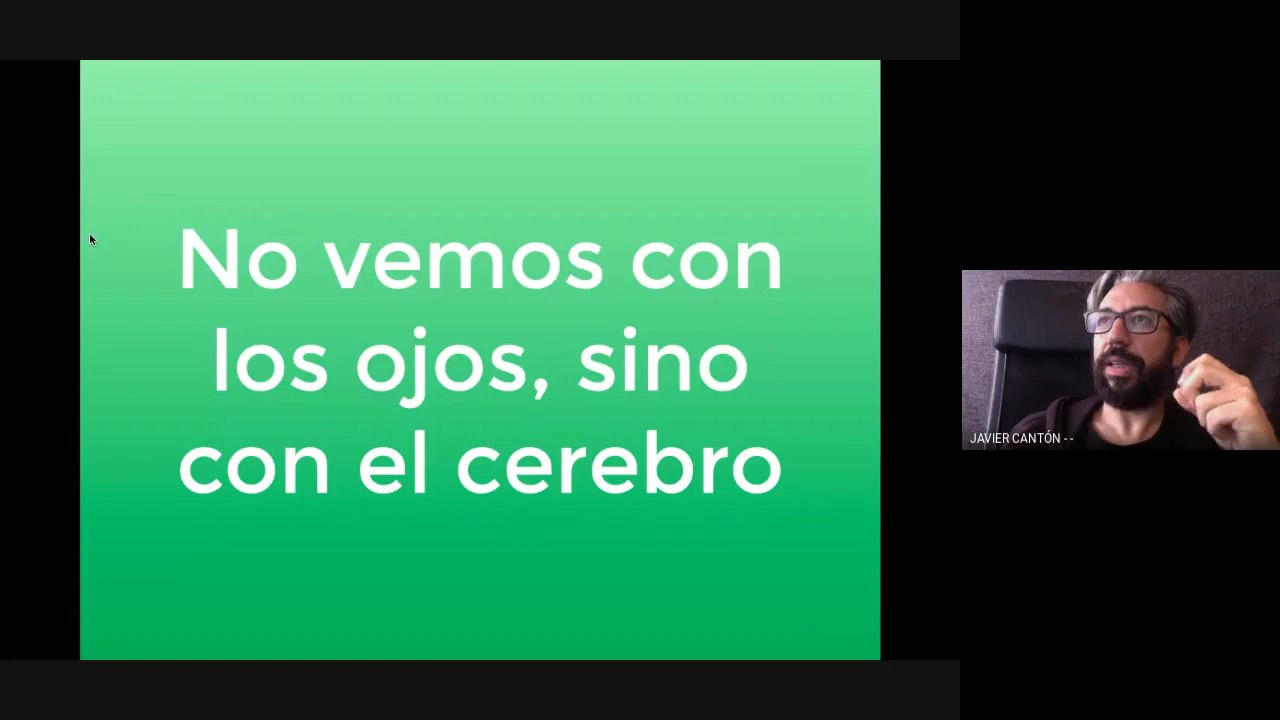 No vemos con
los ojos, sino
con el cerebro
JAVIER CANTÓN - -